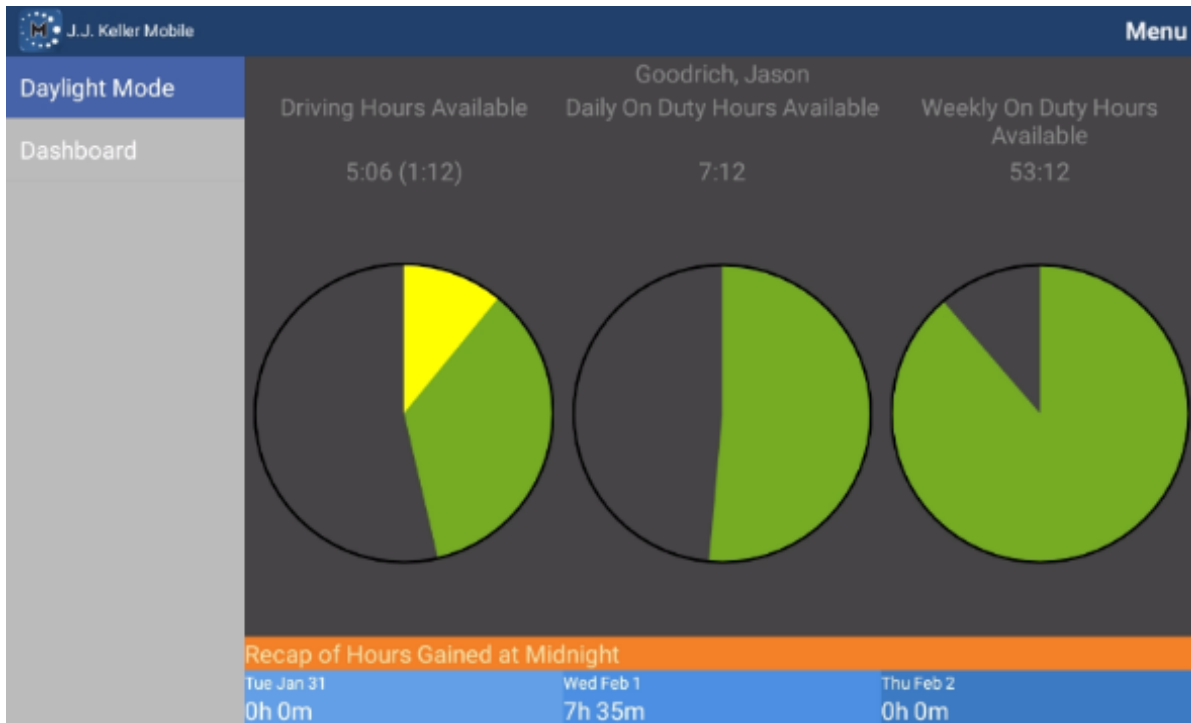 J.J. Keller Mobile
Menu
Daylight Mode
Dashboard
Goodrich, Jason
Driving Hours Available
5:06 (1:12)
Daily On Duty Hours Available
7:12
Weekly On Duty Hours
Available
53:12
Recap of Hours Gained at Midnight
Tue Jan 31
0h 0m
Wed Feb 1
7h 35m
Thu Feb 2
0h 0m